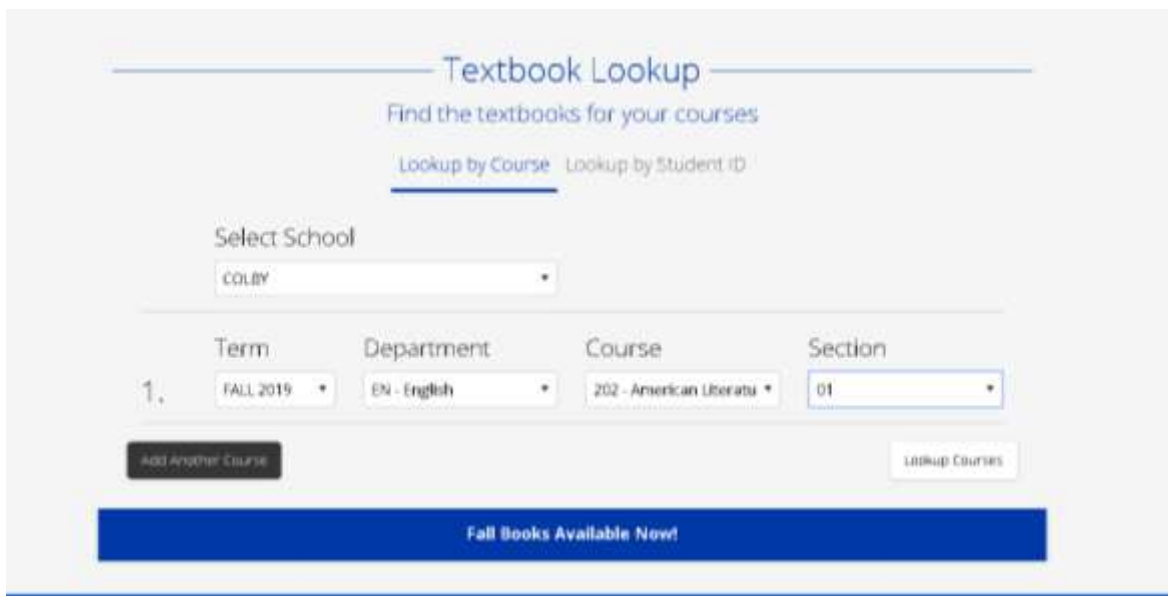 Textbook Lookup
Find the textbooks for your courses
Lookup by Course Lookup by Student ID
Select School
COLBY
Term Department Course Section
1. FALL 2019 EN - English 202 - American Literatu 01
Add Another Course Lookup Courses
Fall Books Available Now!